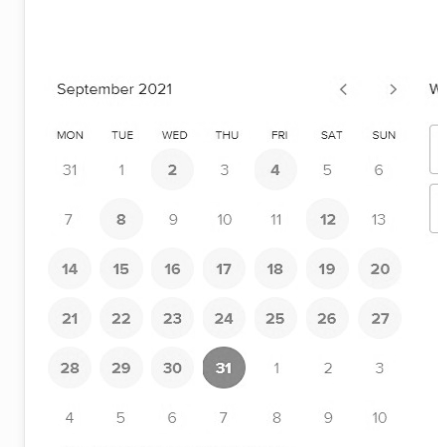 September 2021 < > W
MON TUE WED THU FRI SAT SUN
31 1 2 3 4 5 6
7 8 9 10 11 12 13
14 15 16 17 18 19 20
21 22 23 24 25 26 27
28 29 30 31 1 2 3
4 5 6 7 8 9 10